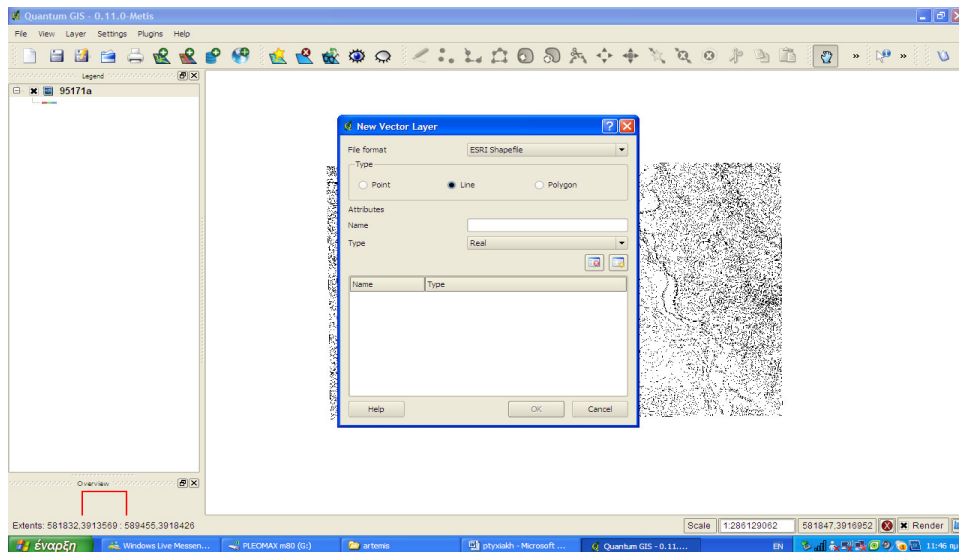 Quantum GIS - 0.11.0-Metis
File View Layer Settings Plugins Help
Legend
95171a
New Vector Layer
File format ESRI Shapefile
Type
Point Line Polygon
Attributes
Name
Type Real
Name Type
Help OK Cancel
Overview
Extents: 581832,3913569 : 589455,3918426
Scale 1:286129062 581847,3916952 Render
έναρξη Windows Live Messen... PLEOMAX m80 (G:) artemis ptyxiakh - Microsoft ... Quantum GIS - 0.11.... EN 11:46 πμ